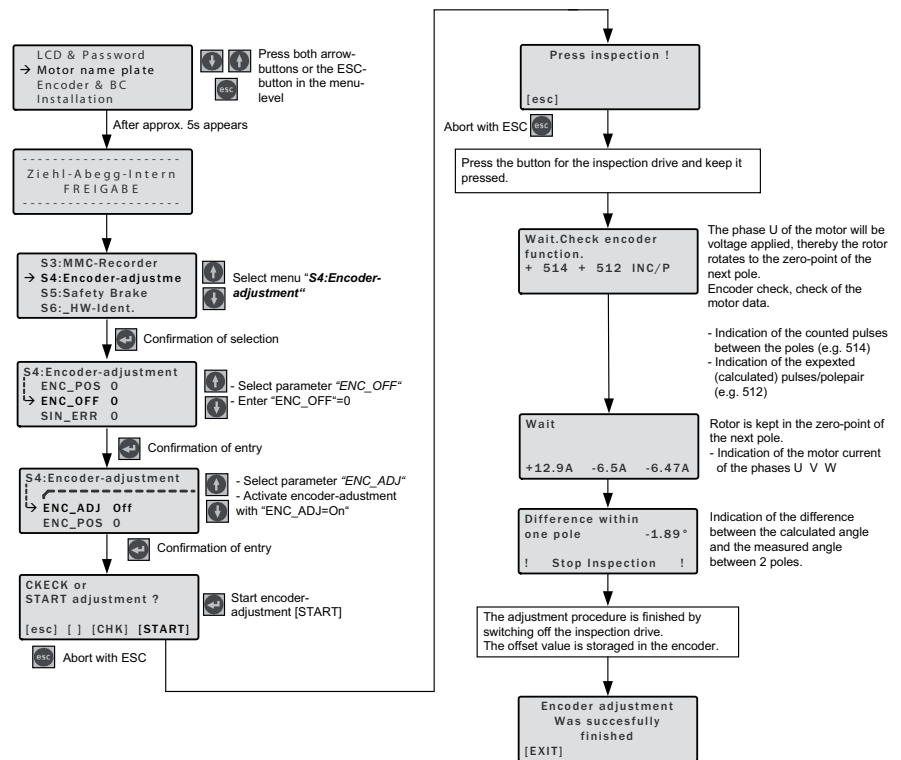 LCD & Password
→ Motor name plate
Encoder & BC
Installation
Press both arrow-
buttons or the ESC-
button in the menu-
level
esc
After approx. 5s appears
--------------------
Ziehl-Abegg-Intern
FREIGABE
--------------------
S3:MMC-Recorder
→ S4:Encoder-adjustme
S5:Safety Brake
S6:_HW-Ident.
Select menu "S4:Encoder-
adjustment"
Confirmation of selection
S4:Encoder-adjustment
ENC_POS 0
ENC_OFF 0
SIN_ERR 0
- Select parameter "ENC_OFF"
- Enter "ENC_OFF"=0
Confirmation of entry
S4:Encoder-adjustment
ENC_ADJ Off
ENC_POS 0
- Select parameter "ENC_ADJ"
- Activate encoder-adustment
with "ENC_ADJ=On"
Confirmation of entry
CKECK or
START adjustment ?
[esc] [ ] [CHK] [START]
Start encoder-
adjustment [START]
esc
Abort with ESC
Press inspection !
[esc]
Abort with ESC
esc
Press the button for the inspection drive and keep it
pressed.
Wait.Check encoder
function.
+ 514 + 512 INC/P
The phase U of the motor will be
voltage applied, thereby the rotor
rotates to the zero-point of the
next pole.
Encoder check, check of the
motor data.
- Indication of the counted pulses
between the poles (e.g. 514)
- Indication of the expexted
(calculated) pulses/polepair
(e.g. 512)
Wait
+12.9A -6.5A -6.47A
Rotor is kept in the zero-point of
the next pole.
- Indication of the motor current
of the phases U V W
Difference within
one pole -1.89°
! Stop Inspection !
Indication of the difference
between the calculated angle
and the measured angle
between 2 poles.
The adjustment procedure is finished by
switching off the inspection drive.
The offset value is storaged in the encoder.
Encoder adjustment
Was succesfully
finished
[EXIT]